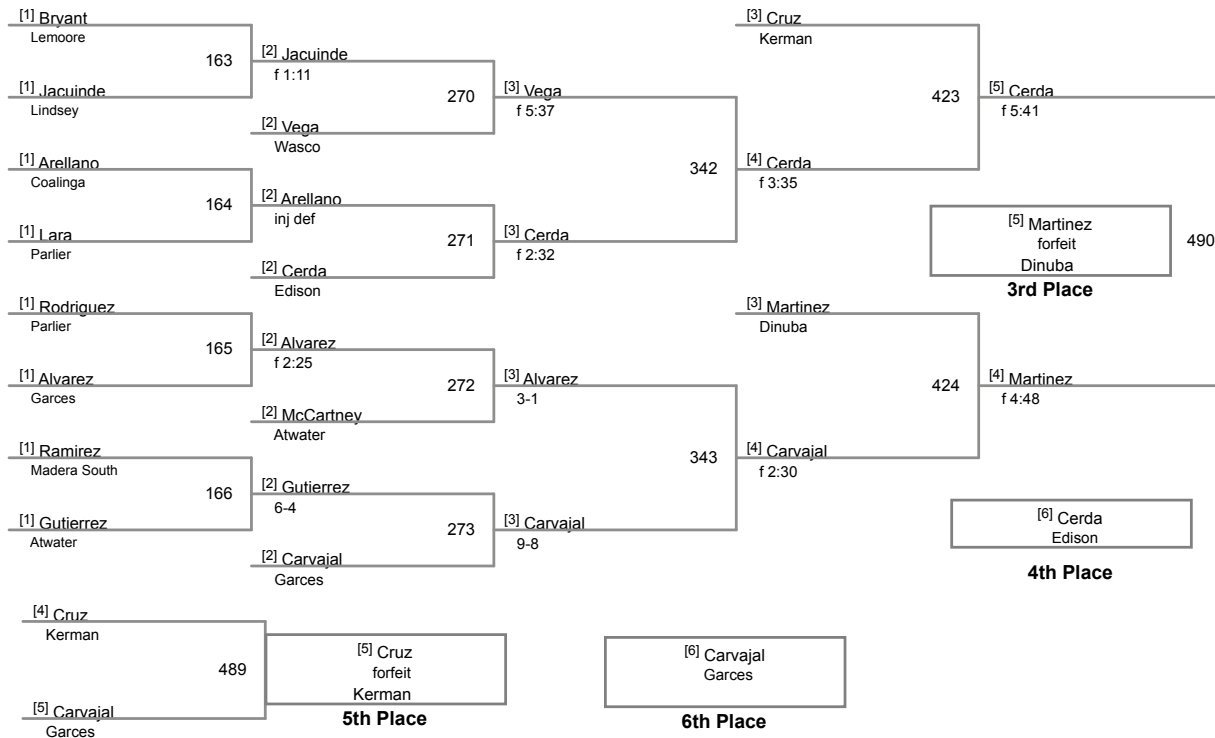 [1] Bryant
Lemoore
163
[1] Jacuinde
Lindsey
[1] Arellano
Coalinga
164
[1] Lara
Parlier
[1] Rodriguez
Parlier
165
[1] Alvarez
Garces
[1] Ramirez
Madera South
166
[1] Gutierrez
Atwater
[2] Jacuinde
f 1:11
270
[2] Vega
Wasco
[2] Arellano
inj def
271
[2] Cerda
Edison
[2] Alvarez
f 2:25
272
[2] McCartney
Atwater
[2] Gutierrez
6-4
273
[2] Carvajal
Garces
[3] Vega
f 5:37
342
[3] Cerda
f 2:32
[3] Alvarez
3-1
343
[3] Carvajal
9-8
[3] Cruz
Kerman
423
[4] Cerda
f 3:35
[3] Martinez
Dinuba
424
[4] Carvajal
f 2:30
[5] Cerda
f 5:41
[5] Martinez
forfeit
Dinuba
490
3rd Place
[4] Martinez
f 4:48
[6] Cerda
Edison
4th Place
[4] Cruz
Kerman
489
[5] Carvajal
Garces
[5] Cruz
forfeit
Kerman
5th Place
[6] Carvajal
Garces
6th Place